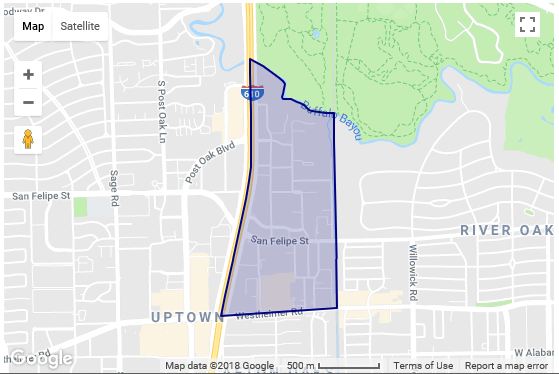 odway Dr
Map Satellite
S Post Oak Ln
610
Buffalo Bayou
Post Oak Blvd
Sage Rd
San Felipe St
RIVER OAK
San Felipe St
Willowick Rd
UPTOWN
Westheimer Rd
W Alabam
Google
Map data ©2018 Google 500 m Terms of Use Report a map error